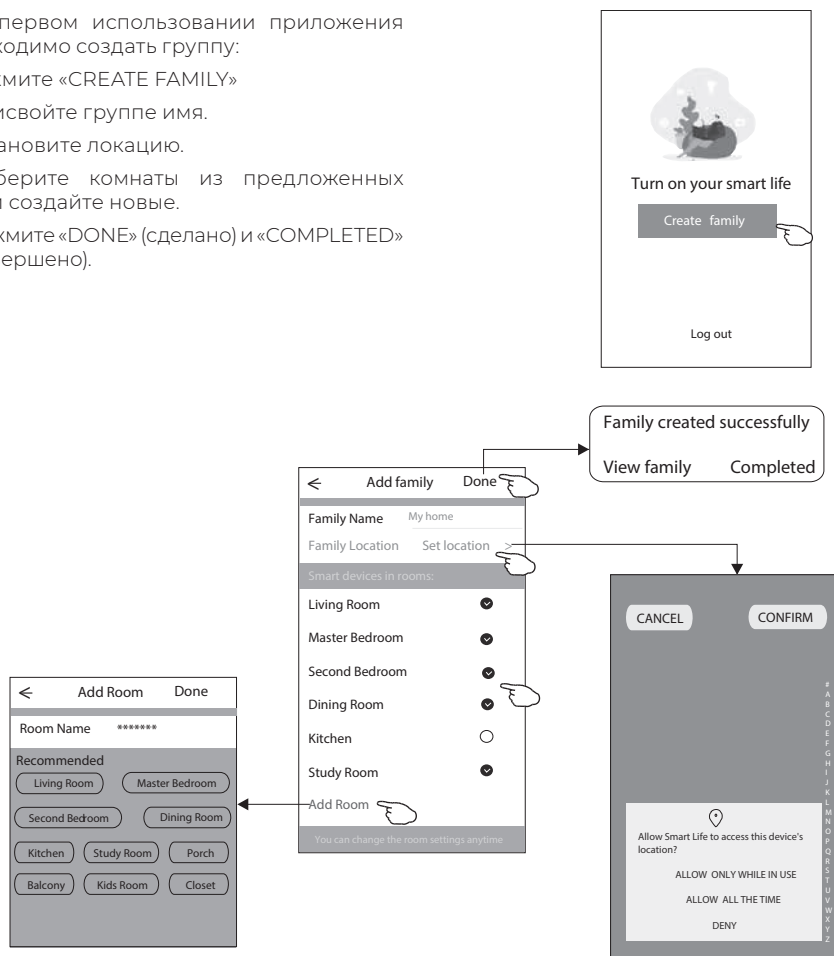 первом использовании приложения
ходимо создать группу:
мите «CREATE FAMILY»
исвойте группе имя.
ановите локацию.
берите комнаты из предложенных
и создайте новые.
кмите «DONE» (сделано) и «COMPLETED»
ершено).
Turn on your smart life
Create family
Log out
Family created successfully
View family Completed
Add family Done
Family Name My home
Family Location Set location >
Smart devices in rooms:
Living Room
Master Bedroom
Second Bedroom
Dining Room
Kitchen
Study Room
Add Room
You can change the room settings anytime
Add Room Done
Room Name *******
Recommended
Living Room Master Bedroom
Second Bedroom Dining Room
Kitchen Study Room Porch
Balcony Kids Room Closet
CANCEL CONFIRM
#
A
B
C
D
E
F
G
H
I
J
K
L
M
N
O
P
Q
R
S
T
U
V
W
X
Y
Z
Allow Smart Life to access this device's
location?
ALLOW ONLY WHILE IN USE
ALLOW ALL THE TIME
DENY